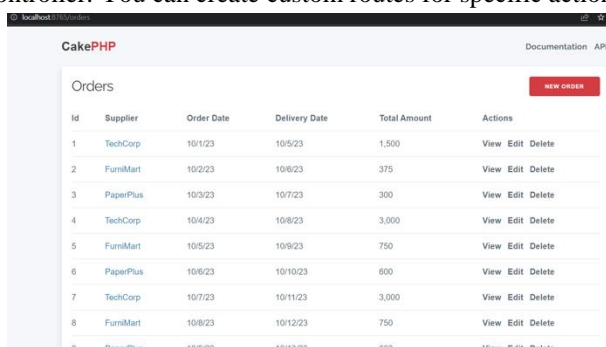 ontroller. You can create custom routes for specific action
localhost:8765/orders
CakePHP Documentation API
Orders NEW ORDER
Id Supplier Order Date Delivery Date Total Amount Actions
1 TechCorp 10/1/23 10/5/23 1,500 View Edit Delete
2 FurniMart 10/2/23 10/6/23 375 View Edit Delete
3 PaperPlus 10/3/23 10/7/23 300 View Edit Delete
4 TechCorp 10/4/23 10/8/23 3,000 View Edit Delete
5 FurniMart 10/5/23 10/9/23 750 View Edit Delete
6 PaperPlus 10/6/23 10/10/23 600 View Edit Delete
7 TechCorp 10/7/23 10/11/23 3,000 View Edit Delete
8 FurniMart 10/8/23 10/12/23 750 View Edit Delete